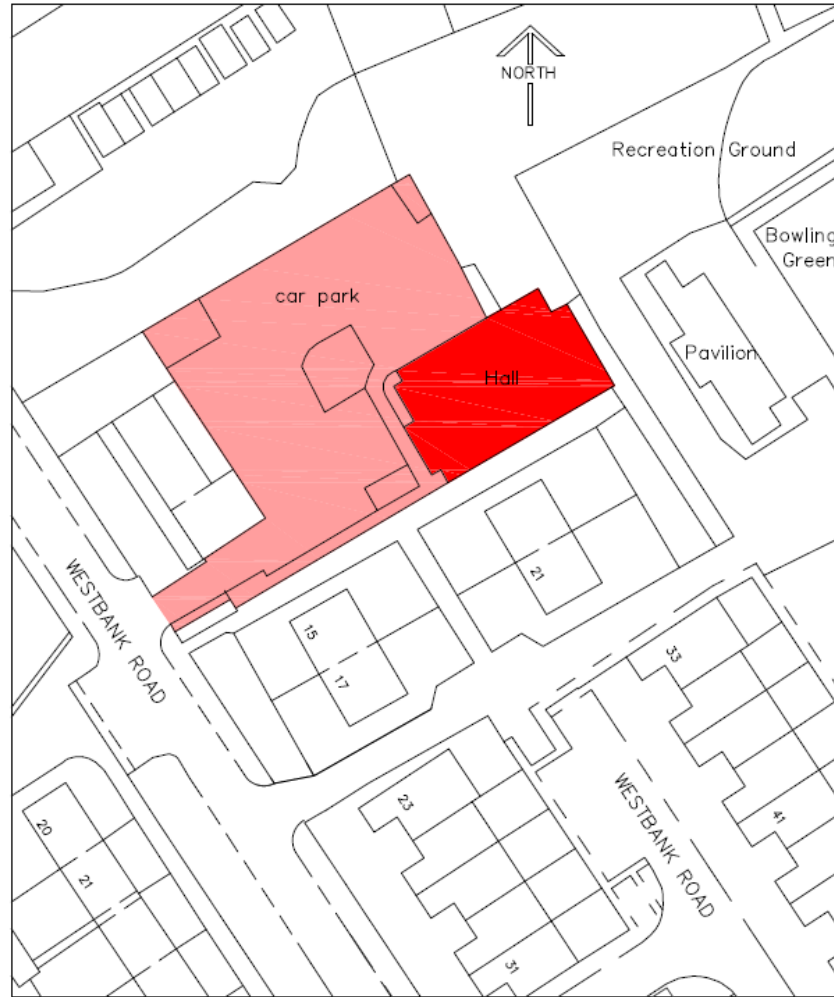 NORTH
Recreation Ground
Bowling
Green
car park
Pavilion
Hall
21
WESTBANK ROAD
15
17
33
23
WESTBANK ROAD
41
20
21
31